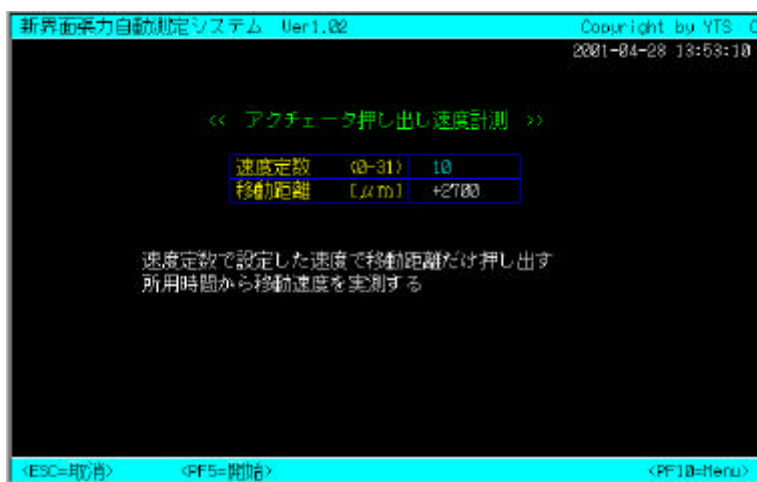 新界面張力自動測定システム Ver1.02 Copyright by YTS
2001-04-28 13:53:10
<< アクチェータ押し出し速度計測 >>
速度定数 (0-31) 10
移動距離 [μm] +2700
速度定数で設定した速度で移動距離だけ押し出す
所用時間から移動速度を実測する
<ESC=取消> <PF5=開始> <PF10=Menu>